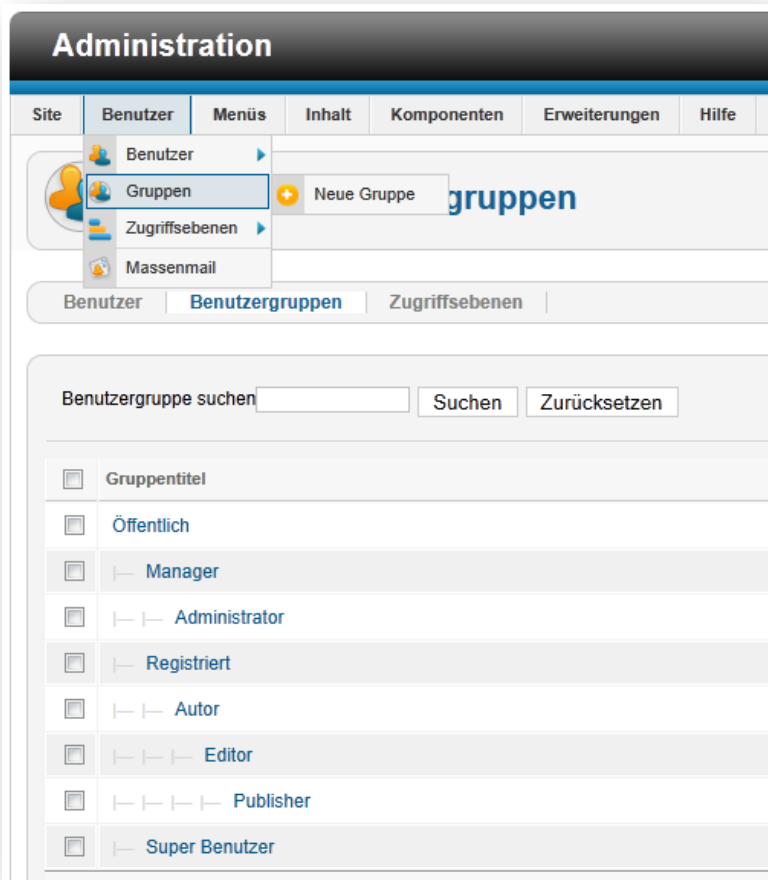 Administration
Site Benutzer Menüs Inhalt Komponenten Erweiterungen Hilfe
Benutzer
Gruppen
Neue Gruppe
gruppen
Zugriffsebenen
Massenmail
Benutzer Benutzergruppen Zugriffsebenen
Benutzergruppe suchen Suchen Zurücksetzen
Gruppentitel
Öffentlich
Manager
Administrator
Registriert
Autor
Editor
Publisher
Super Benutzer